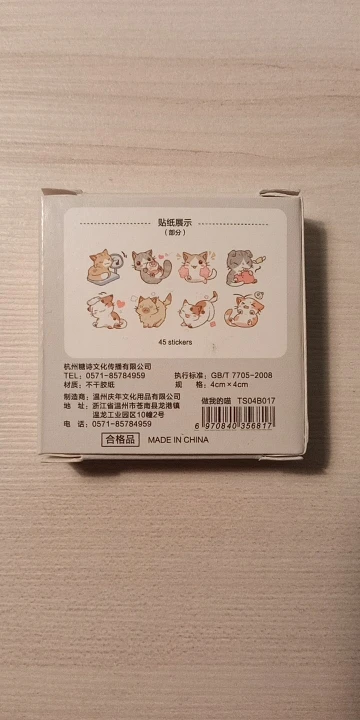 贴纸展示
(部分)
45 stickers
杭州糖诗文化传播有限公司
TEL：0571-85784959
执行标准：GB/T 7705-2008
材质：不干胶纸
规 格：4cm×4cm
制造商：温州庆年文化用品有限公司
做我的喵 TS04B017
地 址：浙江省温州市苍南县龙港镇
温龙工业园区10幢2号
电 话：0571-85784959
6 970840 356817
合格品 MADE IN CHINA